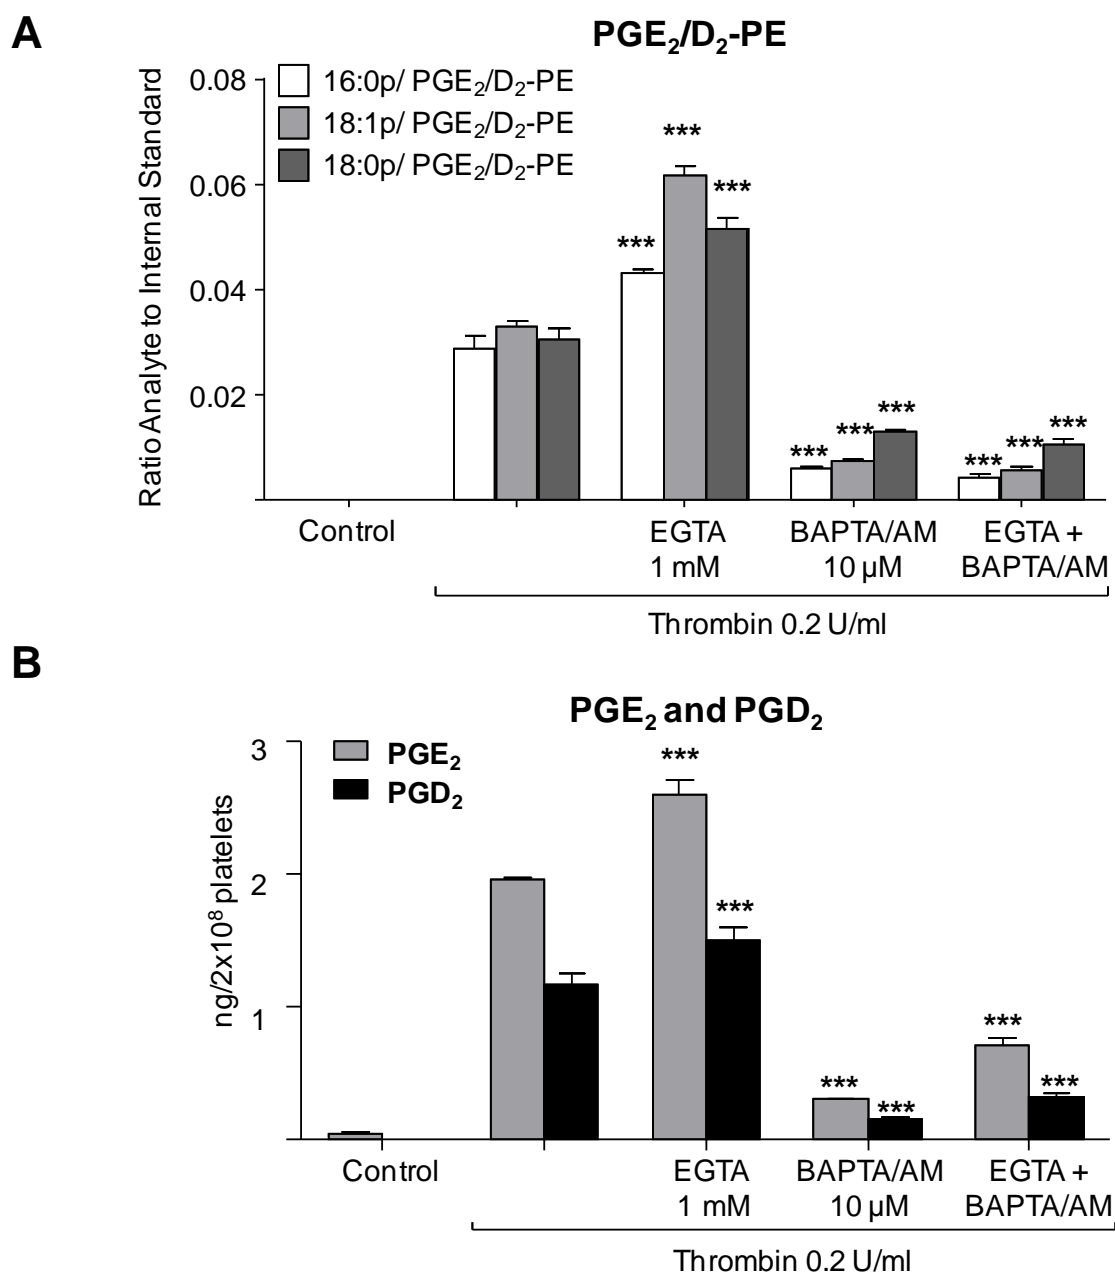 A
PGE₂/D₂-PE
Ratio Analyte to Internal Standard
0.08
0.06
0.04
0.02
16:0p/ PGE₂/D₂-PE
18:1p/ PGE₂/D₂-PE
18:0p/ PGE₂/D₂-PE
***
***
***
***
***
***
***
***
***
Control
EGTA
1 mM
BAPTA/AM
10 µM
EGTA +
BAPTA/AM
Thrombin 0.2 U/ml
B
PGE₂ and PGD₂
ng/2x10⁸ platelets
3
2
1
PGE₂
PGD₂
***
***
***
***
***
***
Control
EGTA
1 mM
BAPTA/AM
10 µM
EGTA +
BAPTA/AM
Thrombin 0.2 U/ml